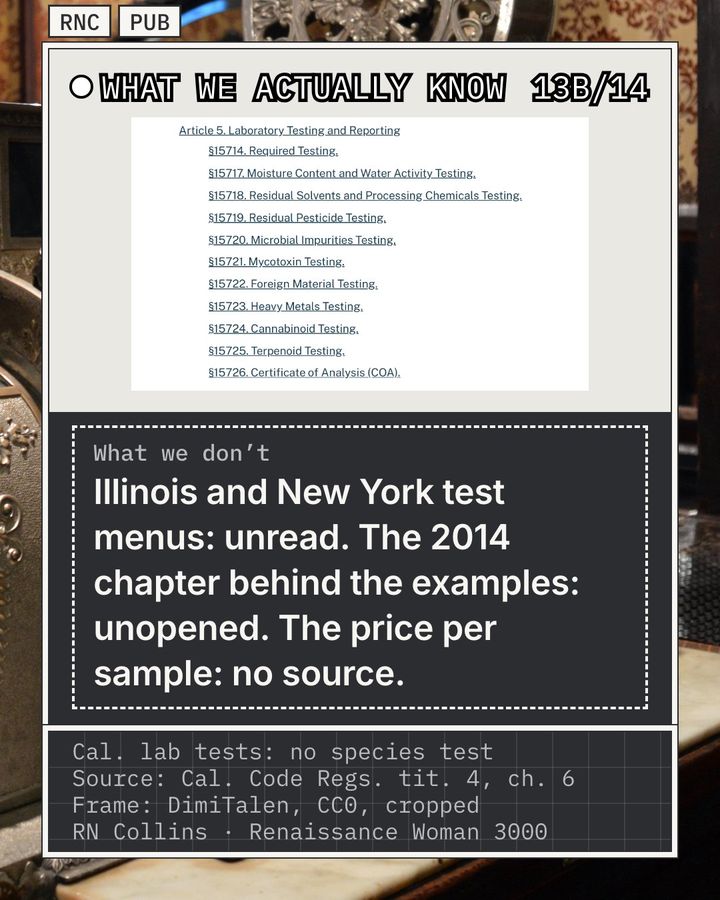 RNC PUB
WHAT WE ACTUALLY KNOW 13B/14
Article 5. Laboratory Testing and Reporting
§15714. Required Testing.
§15717. Moisture Content and Water Activity Testing.
§15718. Residual Solvents and Processing Chemicals Testing.
§15719. Residual Pesticide Testing.
§15720. Microbial Impurities Testing.
§15721. Mycotoxin Testing.
§15722. Foreign Material Testing.
§15723. Heavy Metals Testing.
§15724. Cannabinoid Testing.
§15725. Terpenoid Testing.
§15726. Certificate of Analysis (COA).
What we don’t
Illinois and New York test
menus: unread. The 2014
chapter behind the examples:
unopened. The price per
sample: no source.
Cal. lab tests: no species test
Source: Cal. Code Regs. tit. 4, ch. 6
Frame: DimiTalen, CC0, cropped
RN Collins · Renaissance Woman 3000